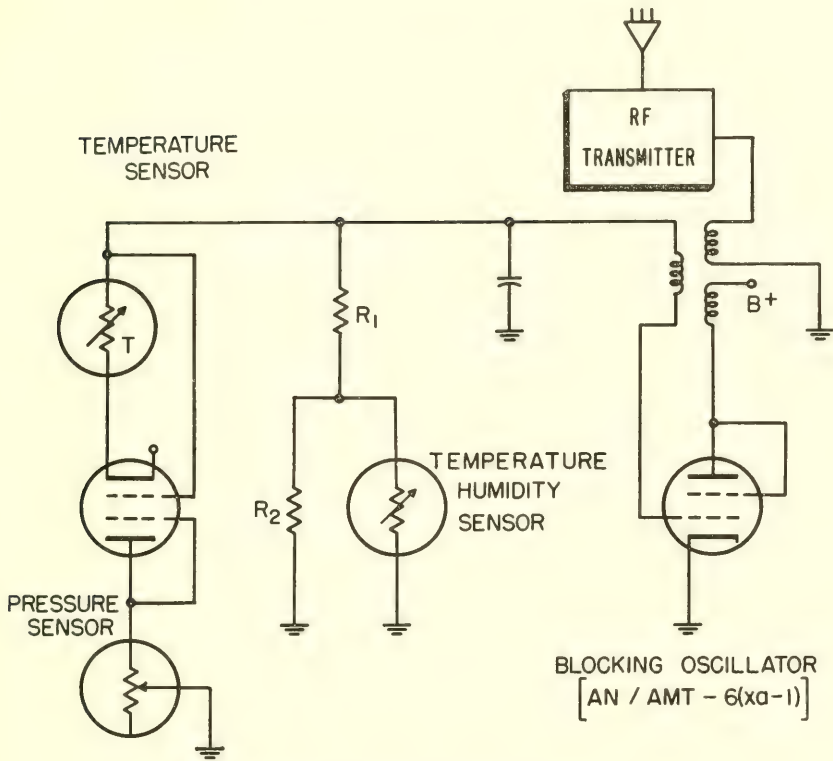 RF
TRANSMITTER
TEMPERATURE
SENSOR
R1
B+
T
TEMPERATURE
HUMIDITY
SENSOR
R2
PRESSURE
SENSOR
BLOCKING OSCILLATOR
[AN / AMT - 6(xa-1)]